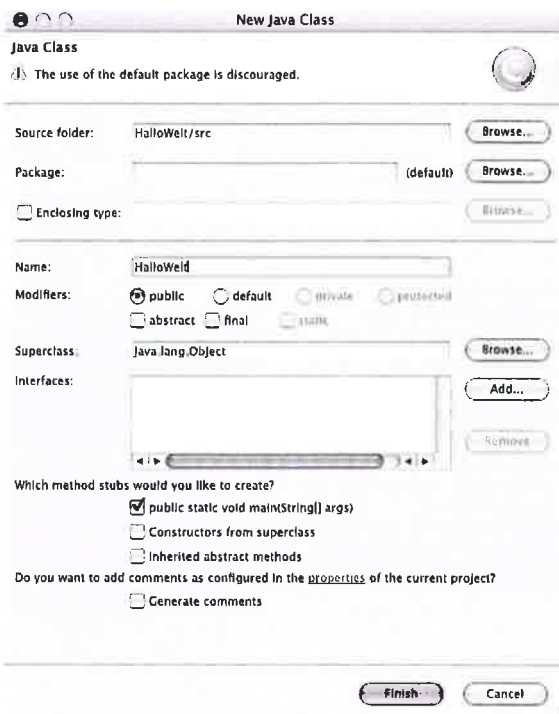 New Java Class
Java Class
The use of the default package is discouraged.
Source folder: HalloWelt/src Browse...
Package: (default) Browse...
Enclosing type: Browse...
Name: HalloWelt
Modifiers: public default private protected
abstract final static
Superclass: java.lang.Object Browse...
Interfaces: Add...
Remove
Which method stubs would you like to create?
public static void main(String[] args)
Constructors from superclass
Inherited abstract methods
Do you want to add comments as configured in the properties of the current project?
Generate comments
Finish Cancel